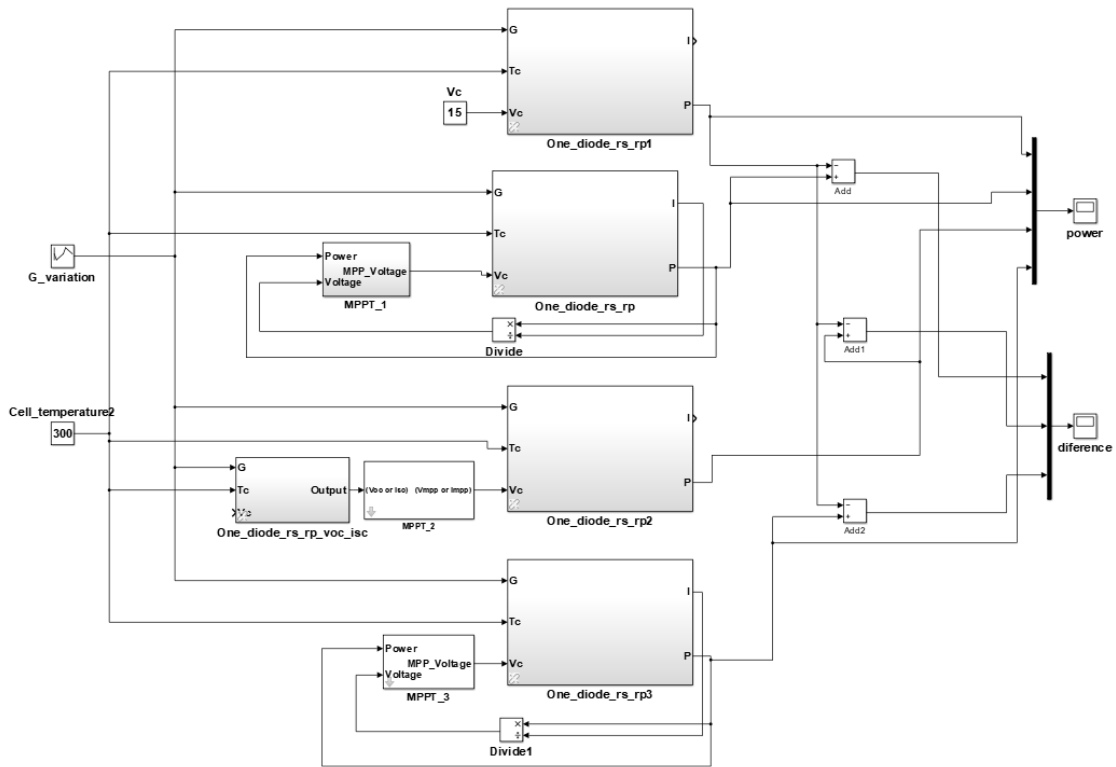 G
Tc
Vc
I
P
Vc
15
One_diode_rs_rp1
G
Tc
Vc
I
P
One_diode_rs_rp
Power
Voltage
MPP_Voltage
MPPT_1
×
÷
Divide
G_variation
−
+
Add
power
−
+
Add1
Cell_temperature2
300
G
Tc
Vc
I
P
One_diode_rs_rp2
G
Tc
Vc
Output
One_diode_rs_rp_voc_isc
(Voc or Isc) (Vmpp or Impp)
MPPT_2
diference
−
+
Add2
G
Tc
Vc
I
P
One_diode_rs_rp3
Power
Voltage
MPP_Voltage
MPPT_3
×
÷
Divide1